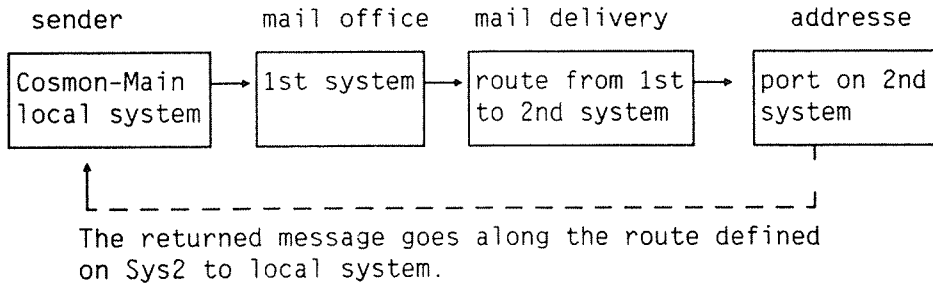 sender
mail office
mail delivery
addresse
Cosmon-Main
local system
1st system
route from 1st
to 2nd system
port on 2nd
system
The returned message goes along the route defined
on Sys2 to local system.